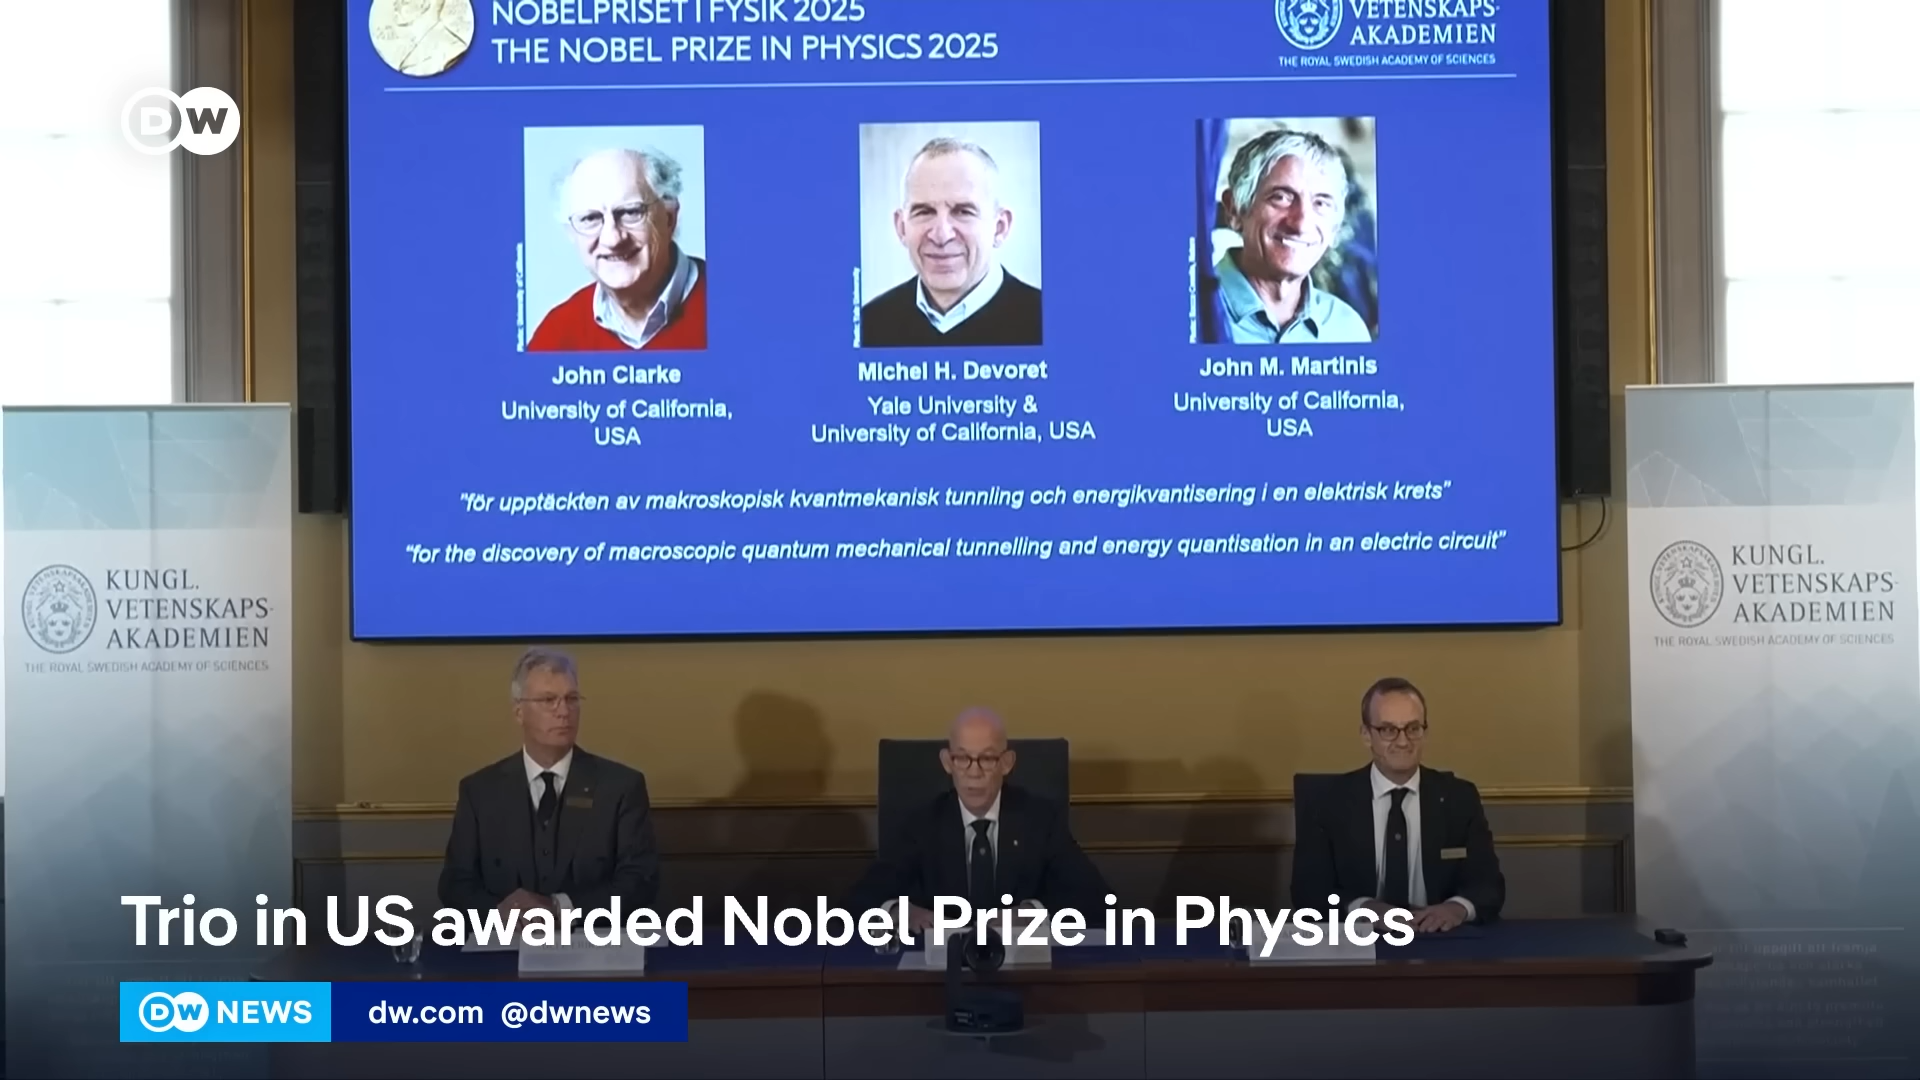 NOBELPRISET I FYSIK 2025
THE NOBEL PRIZE IN PHYSICS 2025
VETENSKAPS-
AKADEMIEN
THE ROYAL SWEDISH ACADEMY OF SCIENCES
DW
John Clarke
University of California,
USA
Michel H. Devoret
Yale University &
University of California, USA
John M. Martinis
University of California,
USA
"för upptäckten av makroskopisk kvantmekanisk tunnling och energikvantisering i en elektrisk krets"
"for the discovery of macroscopic quantum mechanical tunnelling and energy quantisation in an electric circuit"
KUNGL.
VETENSKAPS-
AKADEMIEN
THE ROYAL SWEDISH ACADEMY OF SCIENCES
KUNGL.
VETENSKAPS-
AKADEMIEN
THE ROYAL SWEDISH ACADEMY OF SCIENCES
Trio in US awarded Nobel Prize in Physics
DW NEWS
dw.com @dwnews